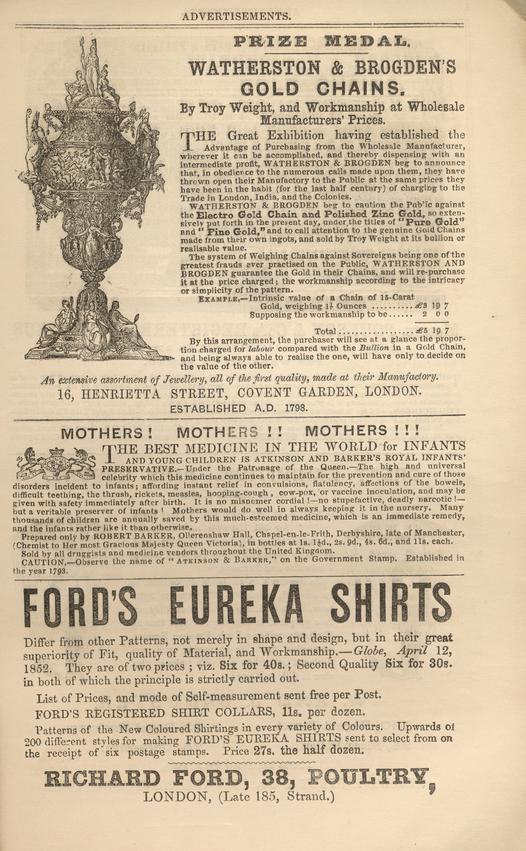 ADVERTISEMENTS.
PRIZE MEDAL.
WATHERSTON & BROGDEN'S
GOLD CHAINS.
By Troy Weight, and Workmanship at Wholesale
Manufacturers' Prices.
THE Great Exhibition having established the
Advantage of Purchasing from the Wholesale Manufacturer,
wherever it can be accomplished, and thereby dispensing with an
intermediate profit, WATHERSTON & BROGDEN beg to announce
that, in obedience to the numerous calls made upon them, they have
thrown open their Manufactory to the Public at the same prices they
have been in the habit (for the last half century) of charging to the
Trade in London, India, and the Colonies.
WATHERSTON & BROGDEN beg to caution the Public against
the Electro Gold Chain and Polished Zinc Gold, so exten-
sively put forth in the present day, under the titles of "Pure Gold"
and "Fine Gold," and to call attention to the genuine Gold Chains
made from their own ingots, and sold by Troy Weight at its bullion or
realisable value.
The system of Weighing Chains against Sovereigns being one of the
greatest frauds ever practised on the Public, WATHERSTON AND
BROGDEN guarantee the Gold in their Chains, and will re-purchase
it at the price charged; the workmanship according to the intricacy
or simplicity of the pattern.
EXAMPLE.—Intrinsic value of a Chain of 15-Carat
Gold, weighing 1½ Ounces .......... £3 19 7
Supposing the workmanship to be...... 2 0 0
Total .................. £5 19 7
By this arrangement, the purchaser will see at a glance the propor-
tion charged for labour compared with the Bullion in a Gold Chain,
and being always able to realise the one, will have only to decide on
the value of the other.
An extensive assortment of Jewellery, all of the first quality, made at their Manufactory.
16, HENRIETTA STREET, COVENT GARDEN, LONDON.
ESTABLISHED A.D. 1798.
MOTHERS! MOTHERS!! MOTHERS!!!
THE BEST MEDICINE IN THE WORLD for INFANTS
AND YOUNG CHILDREN IS ATKINSON AND BARKER'S ROYAL INFANTS'
PRESERVATIVE.—Under the Patronage of the Queen.—The high and universal
celebrity which this medicine continues to maintain for the prevention and cure of those
disorders incident to infants; affording instant relief in convulsions, flatulency, affections of the bowels,
difficult teething, the thrush, rickets, measles, hooping-cough, cow-pox, or vaccine inoculation, and may be
given with safety immediately after birth. It is no misnomer cordial!—no stupefactive, deadly narcotic!—
but a veritable preserver of infants! Mothers would do well in always keeping it in the nursery. Many
thousands of children are annually saved by this much-esteemed medicine, which is an immediate remedy,
and the infants rather like it than otherwise.
Prepared only by ROBERT BARKER, Ollerenshaw Hall, Chapel-en-le-Frith, Derbyshire, late of Manchester,
(Chemist to Her most Gracious Majesty Queen Victoria), in bottles at 1s. 1½d., 2s. 9d., 4s. 6d., and 11s. each.
Sold by all druggists and medicine vendors throughout the United Kingdom.
CAUTION.—Observe the name of "ATKINSON & BARKER," on the Government Stamp. Established in
the year 1793.
FORD'S EUREKA SHIRTS
Differ from other Patterns, not merely in shape and design, but in their great
superiority of Fit, quality of Material, and Workmanship.—Globe, April 12,
1852. They are of two prices; viz. Six for 40s.; Second Quality Six for 30s.
in both of which the principle is strictly carried out.
List of Prices, and mode of Self-measurement sent free per Post.
FORD'S REGISTERED SHIRT COLLARS, 11s. per dozen.
Patterns of the New Coloured Shirtings in every variety of Colours. Upwards of
200 different styles for making FORD'S EUREKA SHIRTS sent to select from on
the receipt of six postage stamps. Price 27s. the half dozen.
RICHARD FORD, 38, POULTRY,
LONDON, (Late 185, Strand.)